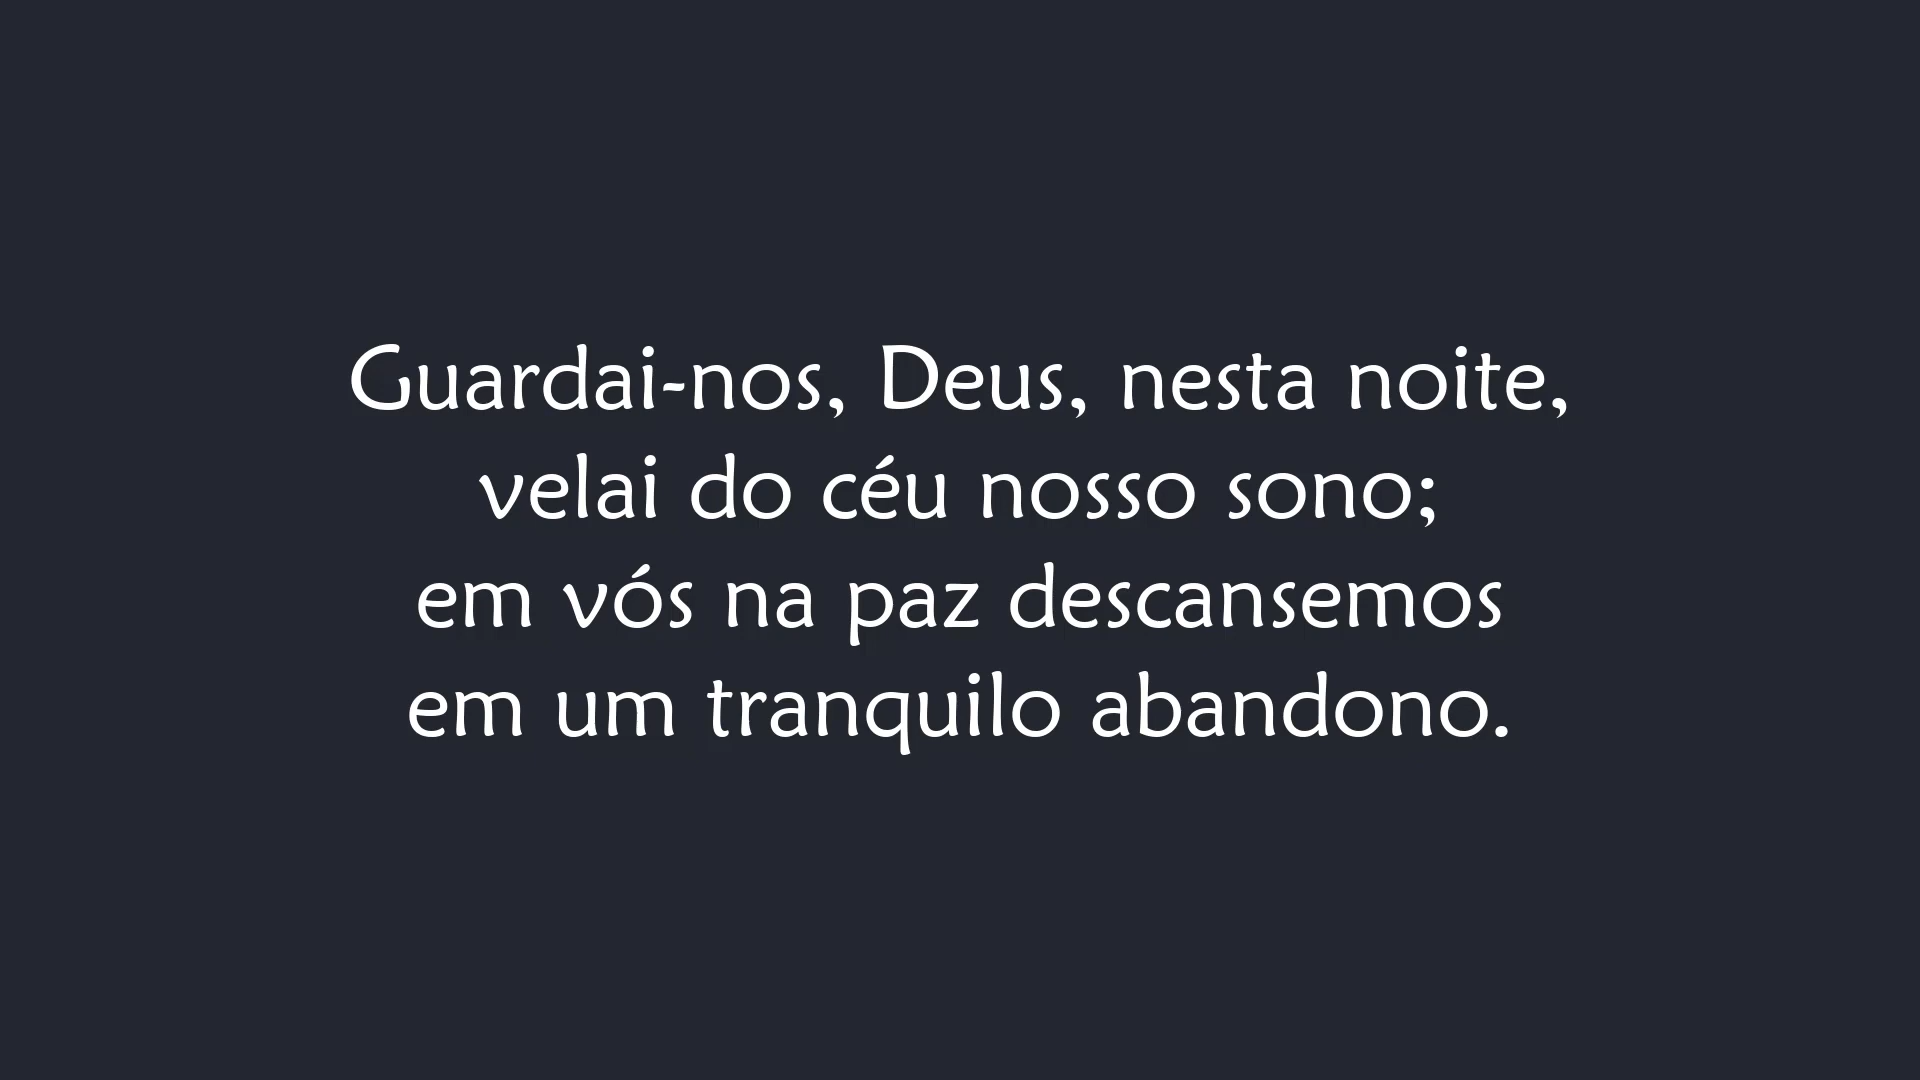 Guardai-nos, Deus, nesta noite,
velai do céu nosso sono;
em vós na paz descansemos
em um tranquilo abandono.